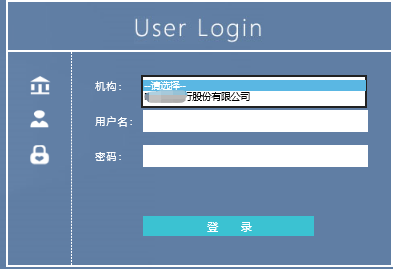 User Login
机构：
--请选择--
行股份有限公司
用户名：
密码：
登 录